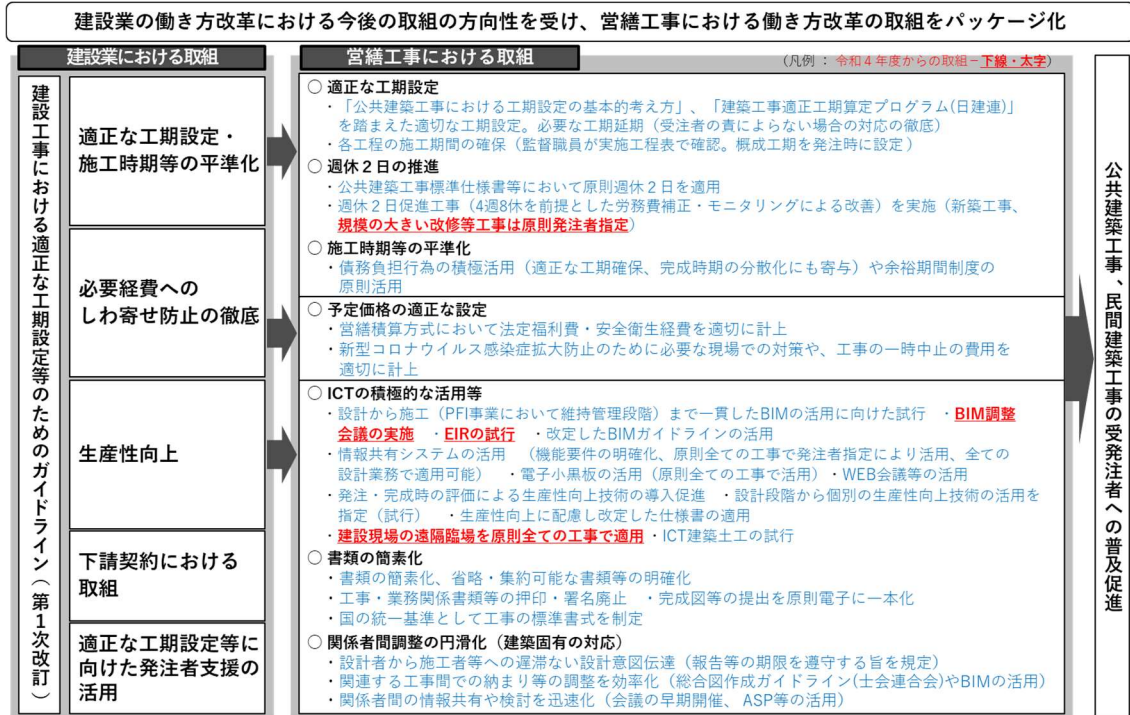 建設業の働き方改革における今後の取組の方向性を受け、営繕工事における働き方改革の取組をパッケージ化
建設業における取組
営繕工事における取組
(凡例 : 令和4年度からの取組－下線・太字)
建設工事における適正な工期設定等のためのガイドライン（第1次改訂）
適正な工期設定・
施工時期等の平準化
必要経費への
しわ寄せ防止の徹底
生産性向上
下請契約における
取組
適正な工期設定等に
向けた発注者支援の
活用
○ 適正な工期設定
・「公共建築工事における工期設定の基本的考え方」、「建築工事適正工期算定プログラム(日建連)」
を踏まえた適切な工期設定。必要な工期延期（受注者の責によらない場合の対応の徹底）
・各工程の施工期間の確保（監督職員が実施工程表で確認。概成工期を発注時に設定）
○ 週休２日の推進
・公共建築工事標準仕様書等において原則週休２日を適用
・週休２日促進工事（4週8休を前提とした労務費補正・モニタリングによる改善）を実施（新築工事、
規模の大きい改修等工事は原則発注者指定）
○ 施工時期等の平準化
・債務負担行為の積極活用（適正な工期確保、完成時期の分散化にも寄与）や余裕期間制度の
原則活用
○ 予定価格の適正な設定
・営繕積算方式において法定福利費・安全衛生経費を適切に計上
・新型コロナウイルス感染症拡大防止のために必要な現場での対策や、工事の一時中止の費用を
適切に計上
○ ICTの積極的な活用等
・設計から施工（PFI事業において維持管理段階）まで一貫したBIMの活用に向けた試行 ・BIM調整
会議の実施 ・EIRの試行 ・改定したBIMガイドラインの活用
・情報共有システムの活用 （機能要件の明確化、原則全ての工事で発注者指定により活用、全ての
設計業務で適用可能） ・電子小黒板の活用（原則全ての工事で活用）・WEB会議等の活用
・発注・完成時の評価による生産性向上技術の導入促進 ・設計段階から個別の生産性向上技術の活用を
指定（試行） ・生産性向上に配慮し改定した仕様書の適用
・建設現場の遠隔臨場を原則全ての工事で適用 ・ICT建築土工の試行
○ 書類の簡素化
・書類の簡素化、省略・集約可能な書類等の明確化
・工事・業務関係書類等の押印・署名廃止 ・完成図等の提出を原則電子に一本化
・国の統一基準として工事の標準書式を制定
○ 関係者間調整の円滑化（建築固有の対応）
・設計者から施工者等への遅滞ない設計意図伝達（報告等の期限を遵守する旨を規定）
・関連する工事間での納まり等の調整を効率化（総合図作成ガイドライン(士会連合会)やBIMの活用）
・関係者間の情報共有や検討を迅速化（会議の早期開催、ASP等の活用）
公共建築工事、民間建築工事の受発注者への普及促進